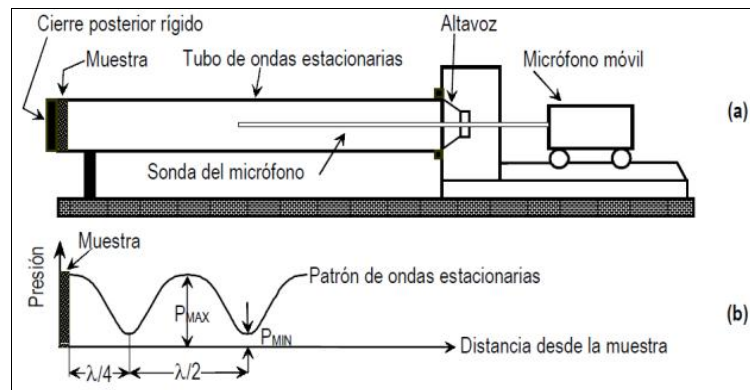 Cierre posterior rígido
Muestra
Tubo de ondas estacionarias
Altavoz
Micrófono móvil
(a)
Sonda del micrófono
Muestra
Presión
Patrón de ondas estacionarias
(b)
PMAX
PMIN
Distancia desde la muestra
λ/4
λ/2